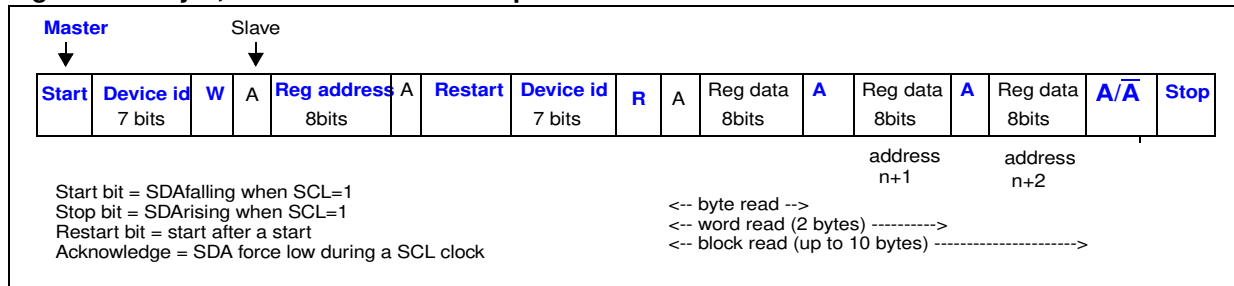 Master Slave
Start Device id W A Reg address A Restart Device id R A Reg data A Reg data A Reg data A/A̅ Stop
7 bits 8bits 7 bits 8bits 8bits 8bits
address address
n+1 n+2
Start bit = SDAfalling when SCL=1
Stop bit = SDArising when SCL=1
Restart bit = start after a start
Acknowledge = SDA force low during a SCL clock
<-- byte read -->
<-- word read (2 bytes) ---------->
<-- block read (up to 10 bytes) ---------------------->